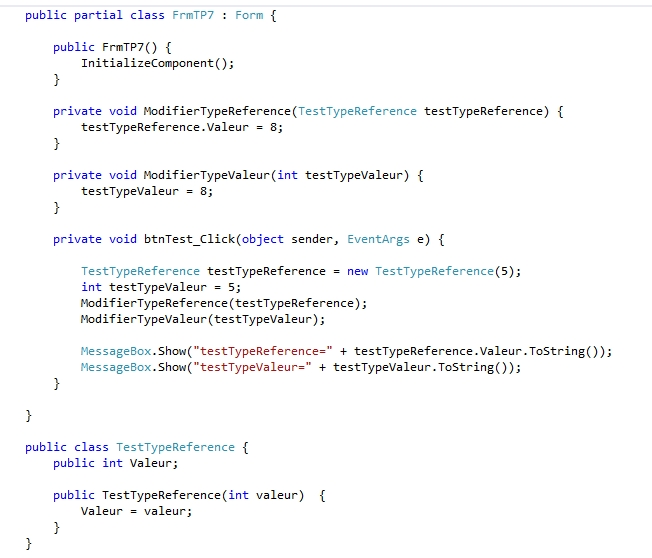 public partial class FrmTP7 : Form {
public FrmTP7() {
InitializeComponent();
}
private void ModifierTypeReference(TestTypeReference testTypeReference) {
testTypeReference.Valeur = 8;
}
private void ModifierTypeValeur(int testTypeValeur) {
testTypeValeur = 8;
}
private void btnTest_Click(object sender, EventArgs e) {
TestTypeReference testTypeReference = new TestTypeReference(5);
int testTypeValeur = 5;
ModifierTypeReference(testTypeReference);
ModifierTypeValeur(testTypeValeur);
MessageBox.Show("testTypeReference=" + testTypeReference.Valeur.ToString());
MessageBox.Show("testTypeValeur=" + testTypeValeur.ToString());
}
}
public class TestTypeReference {
public int Valeur;
public TestTypeReference(int valeur)  {
Valeur = valeur;
}
}